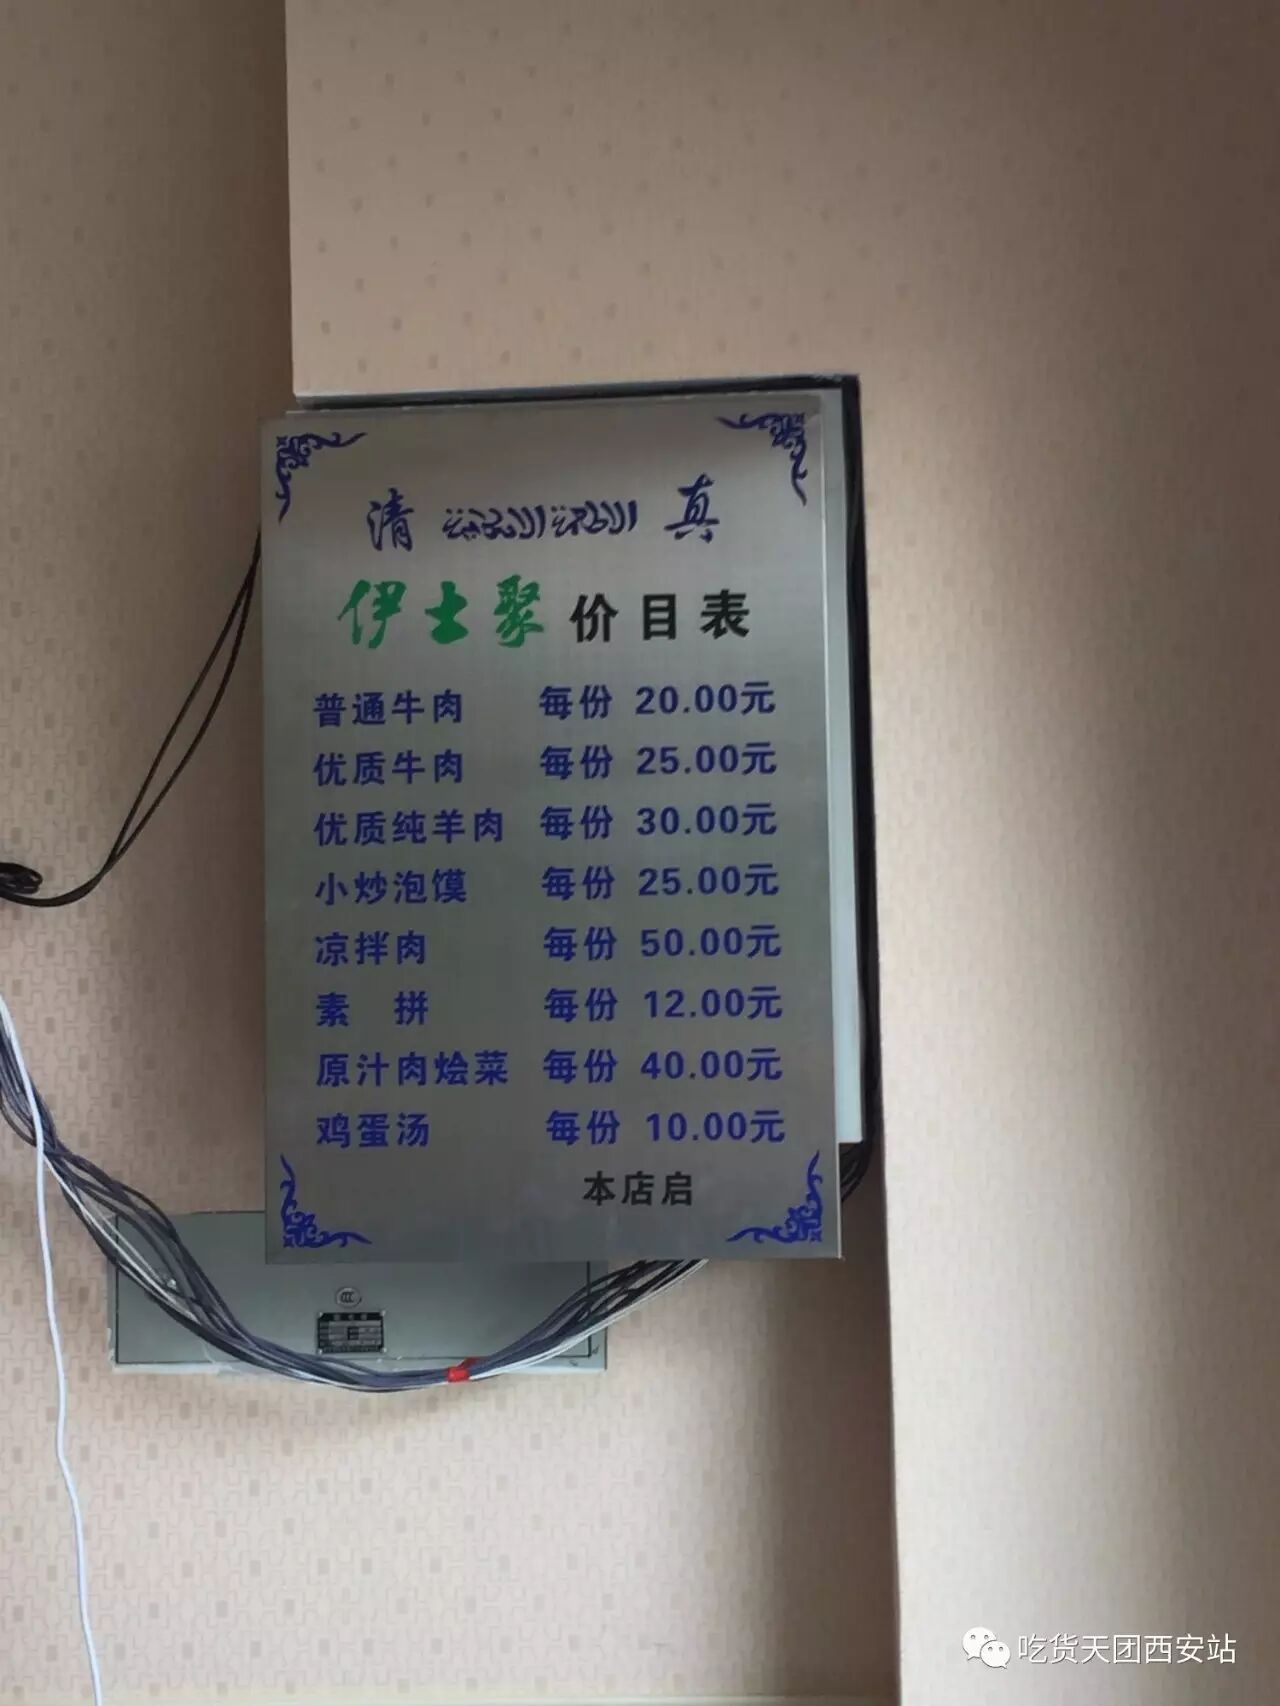 清 真
伊士聚 价目表
普通牛肉 每份 20.00元
优质牛肉 每份 25.00元
优质纯羊肉 每份 30.00元
小炒泡馍 每份 25.00元
凉拌肉 每份 50.00元
素 拼 每份 12.00元
原汁肉烩菜 每份 40.00元
鸡蛋汤 每份 10.00元
本店启
吃货天团西安站